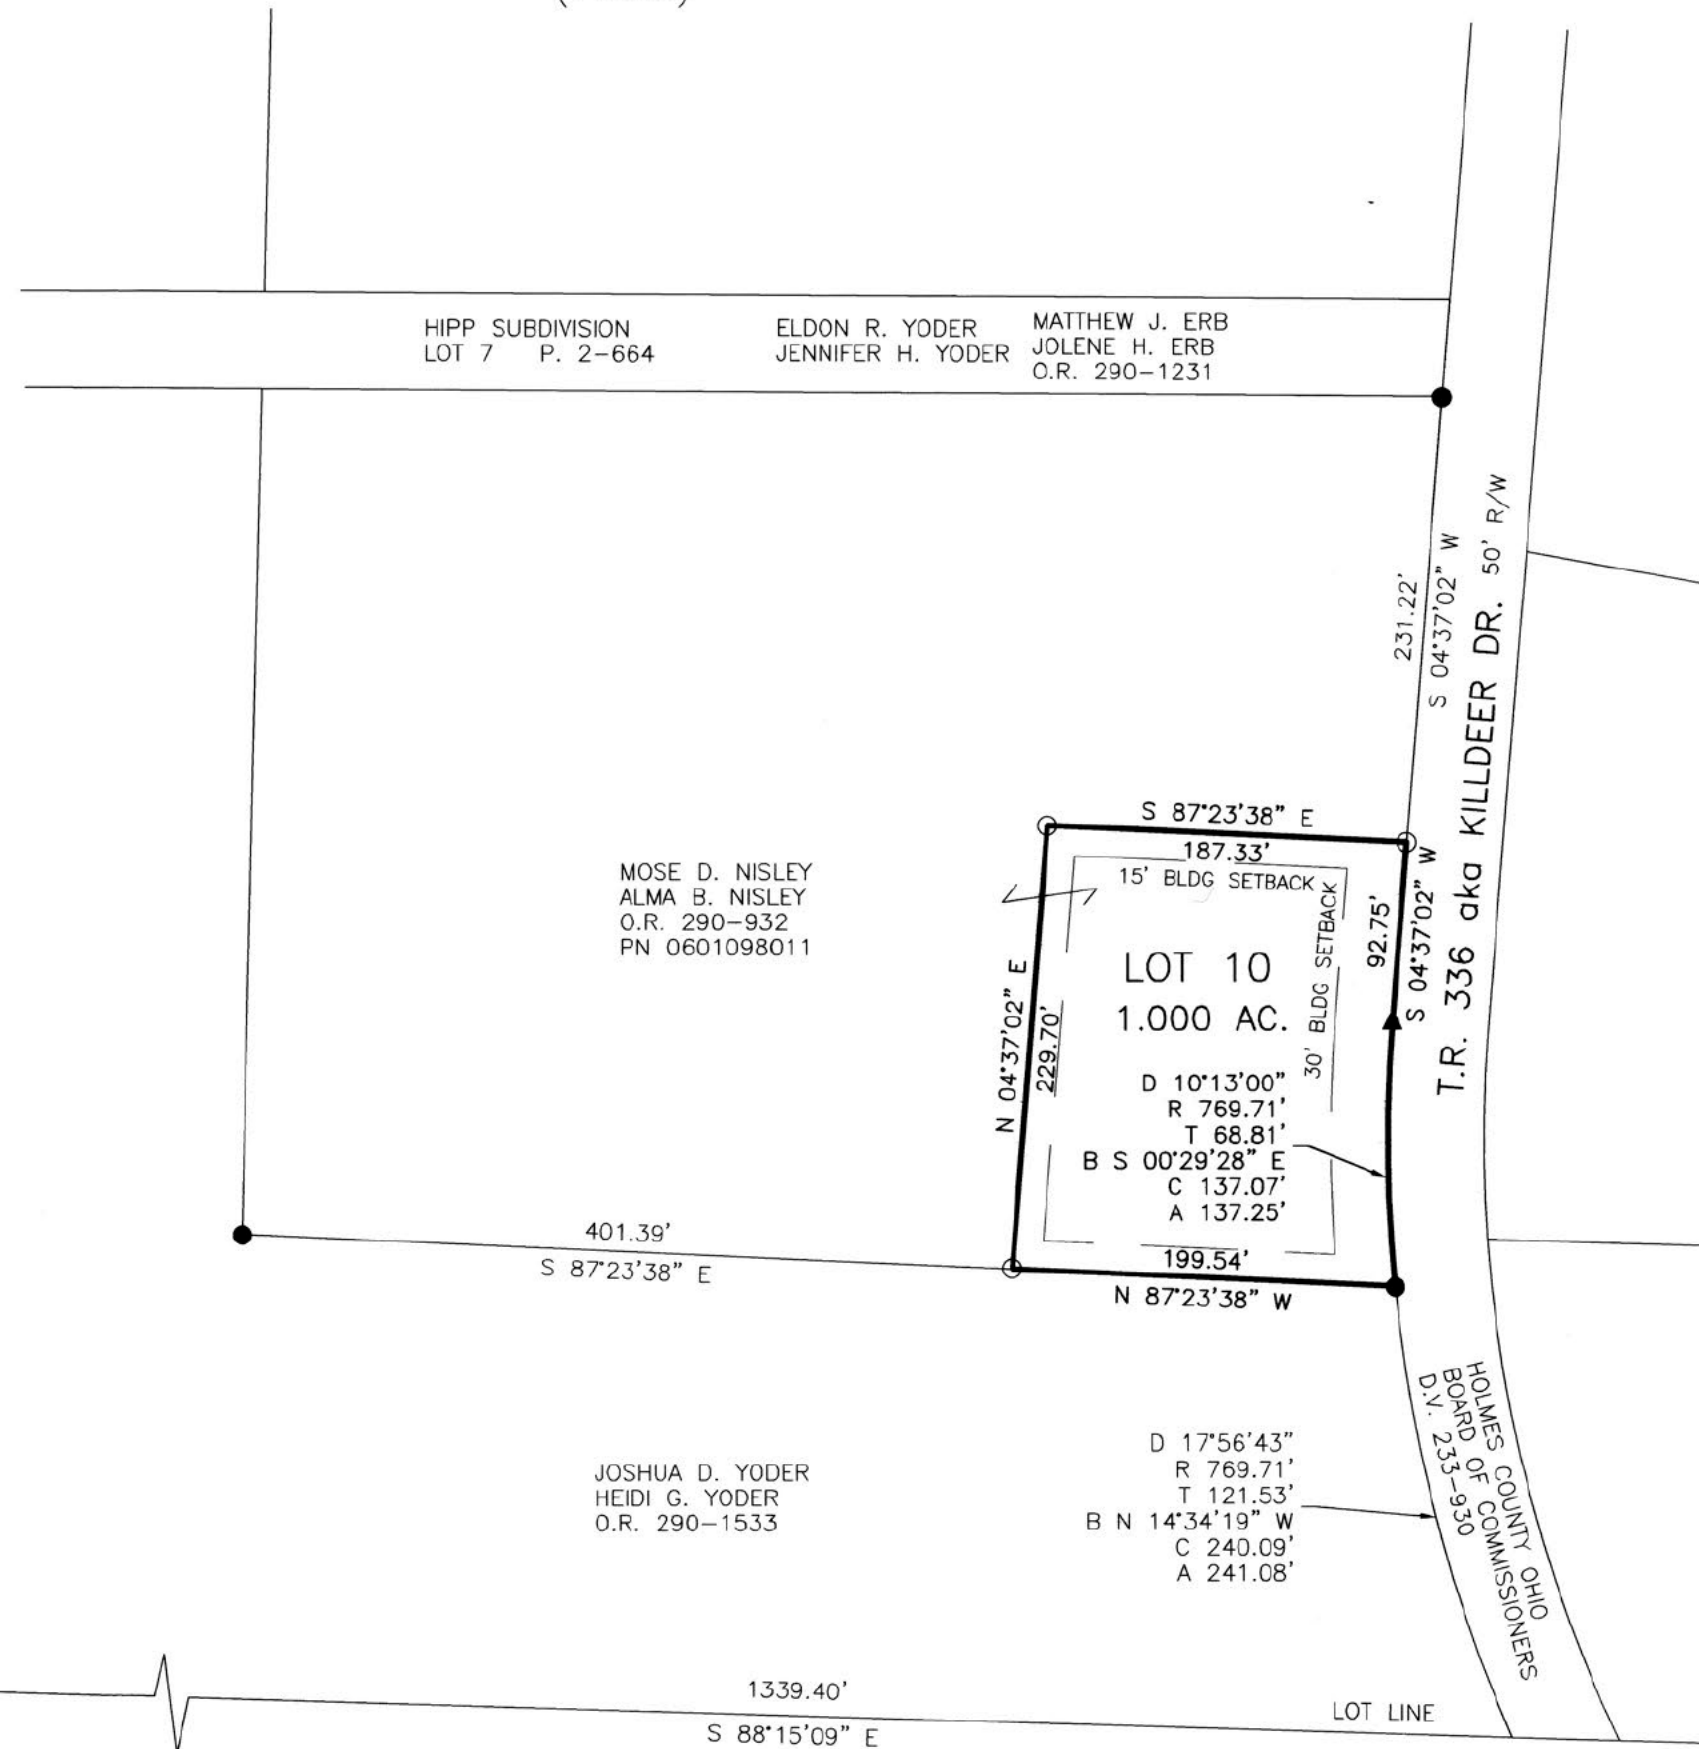 HIPP SUBDIVISION
LOT 7 P. 2-664
ELDON R. YODER
JENNIFER H. YODER
MATTHEW J. ERB
JOLENE H. ERB
O.R. 290-1231
231.22'
S 04°37'02" W
T.R. 336 aka KILLDEER DR. 50' R/W
S 87°23'38" E
187.33'
15' BLDG SETBACK
30' BLDG SETBACK
92.75'
S 04°37'02" W
MOSE D. NISLEY
ALMA B. NISLEY
O.R. 290-932
PN 0601098011
N 04°37'02" E
229.70'
LOT 10
1.000 AC.
D 10°13'00"
R 769.71'
T 68.81'
B S 00°29'28" E
C 137.07'
A 137.25'
199.54'
N 87°23'38" W
401.39'
S 87°23'38" E
JOSHUA D. YODER
HEIDI G. YODER
O.R. 290-1533
D 17°56'43"
R 769.71'
T 121.53'
B N 14°34'19" W
C 240.09'
A 241.08'
HOLMES COUNTY OHIO
BOARD OF COMMISSIONERS
D.V. 233-930
1339.40'
S 88°15'09" E
LOT LINE